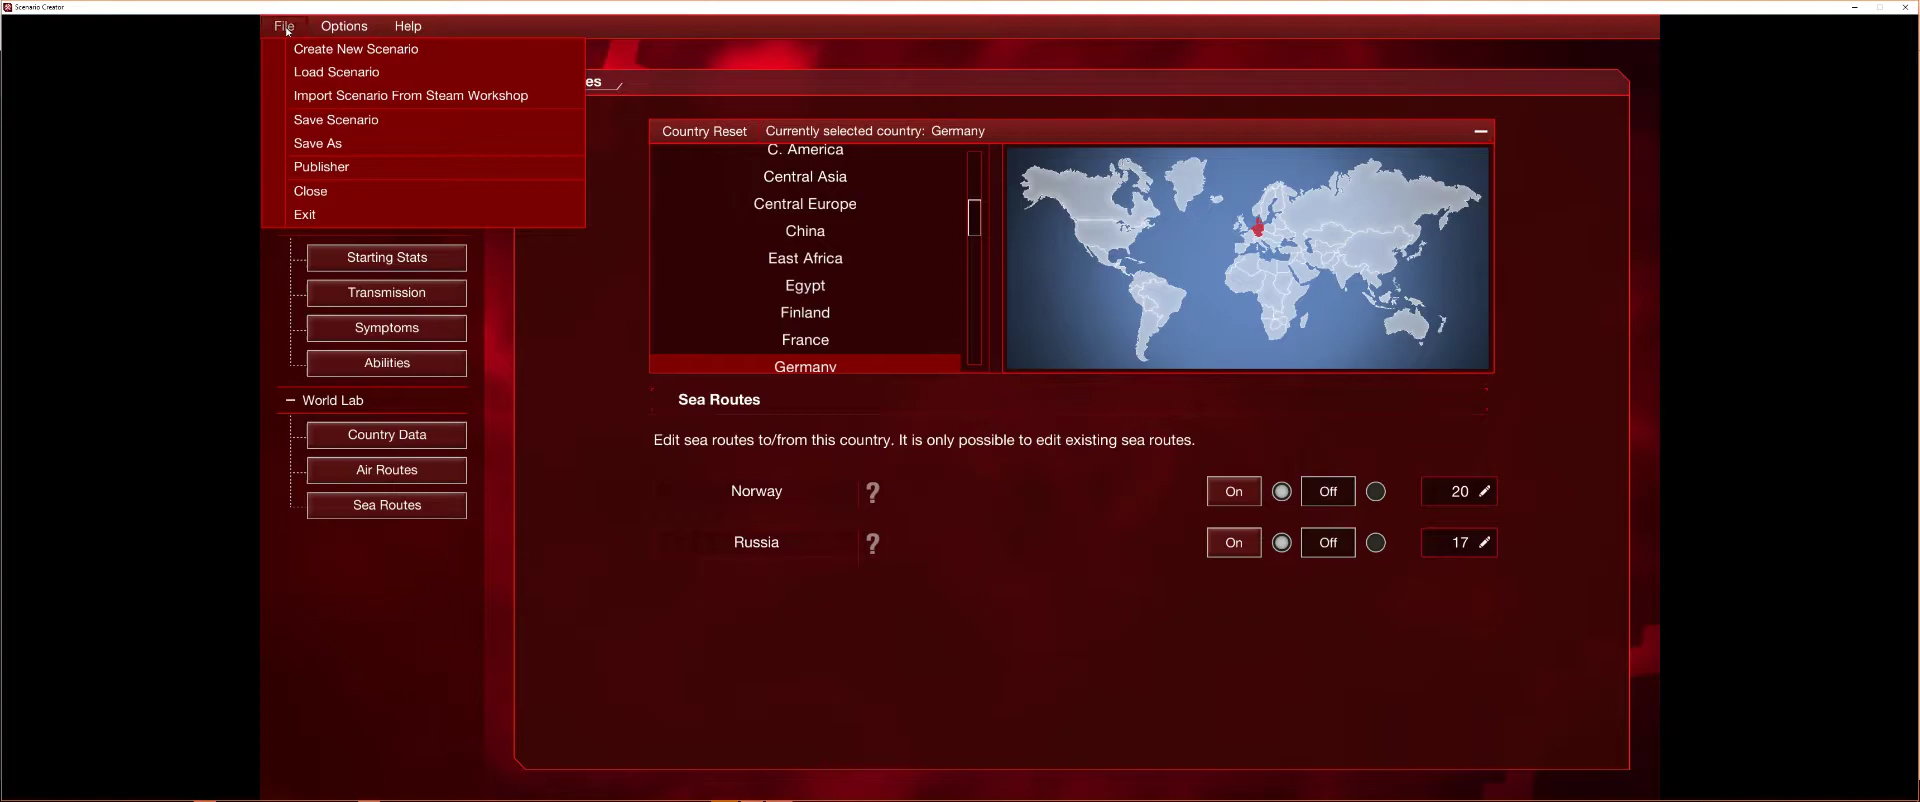 Scenario Creator
File Options Help
Create New Scenario
Load Scenario
Import Scenario From Steam Workshop
Save Scenario
Save As
Publisher
Close
Exit
es
Starting Stats
Transmission
Symptoms
Abilities
World Lab
Country Data
Air Routes
Sea Routes
Country Reset Currently selected country: Germany
C. America
Central Asia
Central Europe
China
East Africa
Egypt
Finland
France
Germany
Sea Routes
Edit sea routes to/from this country. It is only possible to edit existing sea routes.
Norway ? On Off 20
Russia ? On Off 17